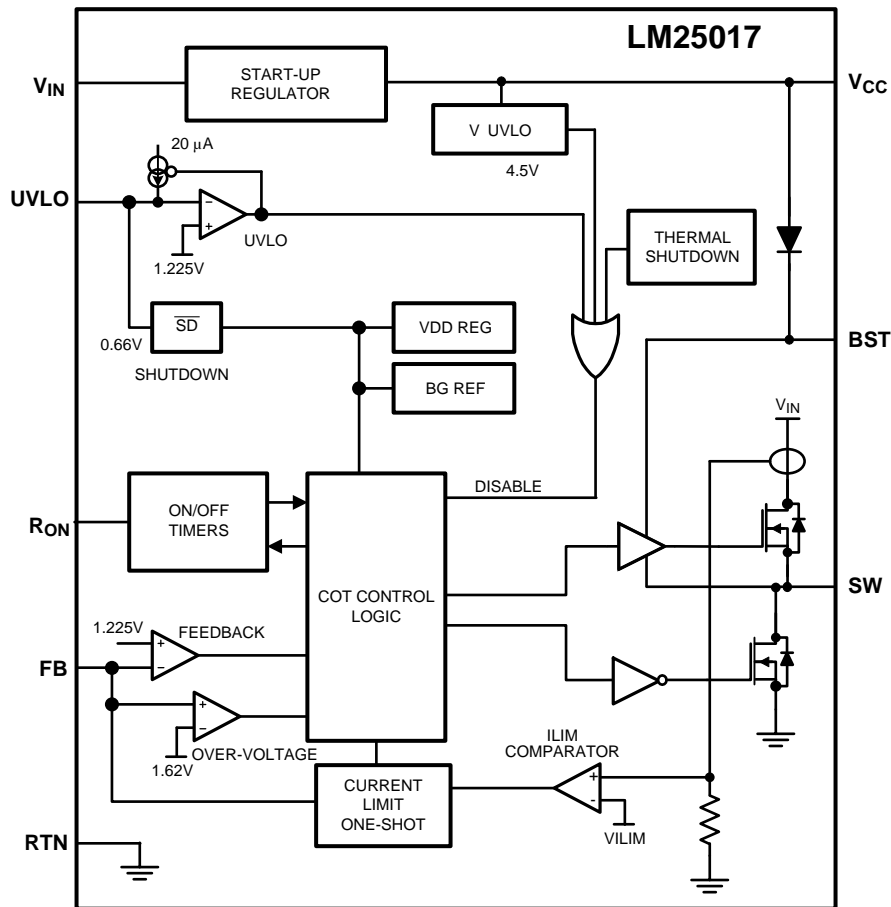 LM25017
VIN
START-UP
REGULATOR
VCC
20 μA
V UVLO
4.5V
UVLO
UVLO
1.225V
THERMAL
SHUTDOWN
SD
0.66V
SHUTDOWN
VDD REG
BG REF
BST
VIN
DISABLE
RON
ON/OFF
TIMERS
COT CONTROL
LOGIC
SW
1.225V
FEEDBACK
FB
OVER-VOLTAGE
1.62V
ILIM
COMPARATOR
CURRENT
LIMIT
ONE-SHOT
VILIM
RTN